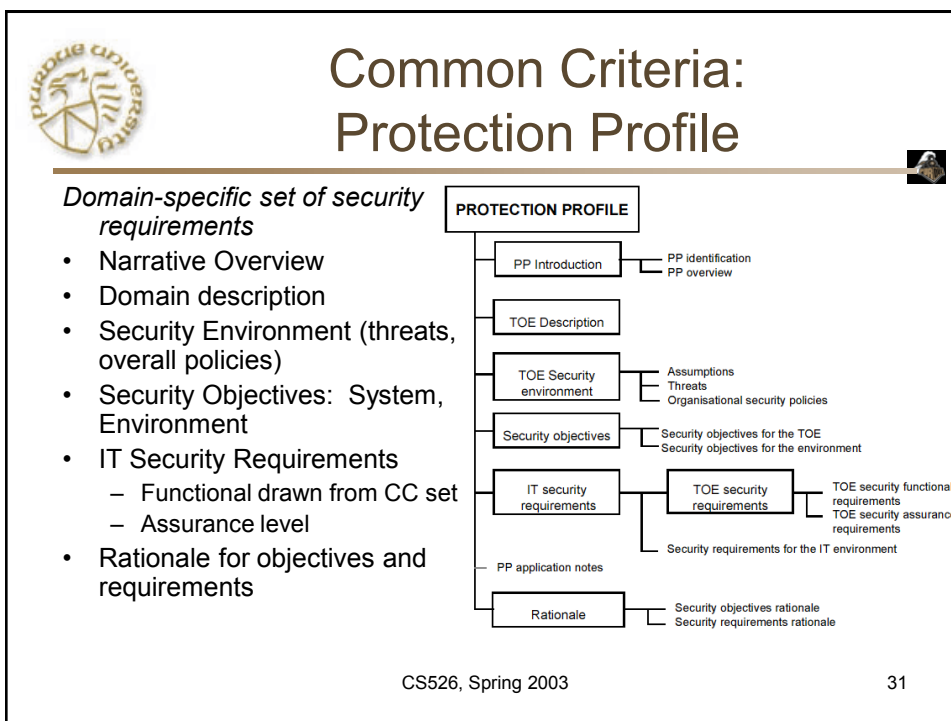 PURDUE UNIVERSITY
Common Criteria:
Protection Profile
Domain-specific set of security
requirements
• Narrative Overview
• Domain description
• Security Environment (threats,
overall policies)
• Security Objectives: System,
Environment
• IT Security Requirements
– Functional drawn from CC set
– Assurance level
• Rationale for objectives and
requirements
PROTECTION PROFILE
PP Introduction
PP identification
PP overview
TOE Description
TOE Security
environment
Assumptions
Threats
Organisational security policies
Security objectives
Security objectives for the TOE
Security objectives for the environment
IT security
requirements
TOE security
requirements
TOE security functional
requirements
TOE security assurance
requirements
Security requirements for the IT environment
PP application notes
Rationale
Security objectives rationale
Security requirements rationale
CS526, Spring 2003
31